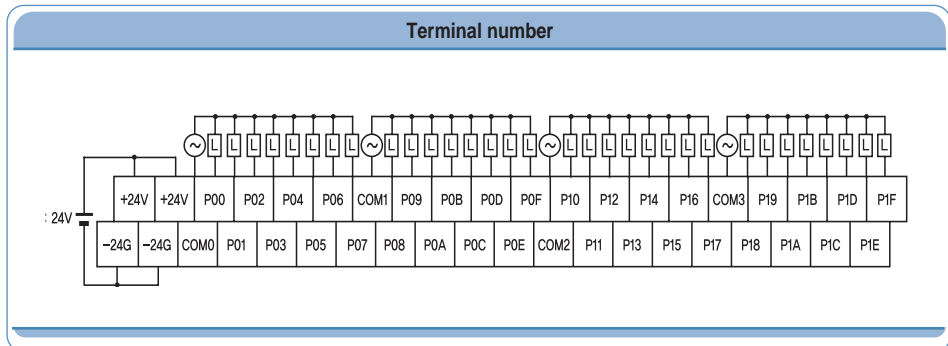 Terminal number
L L L L L L L L L L L L L L L L L L L L L L L L L L L L L L L L
+24V +24V P00 P02 P04 P06 COM1 P09 P0B P0D P0F P10 P12 P14 P16 COM3 P19 P1B P1D P1F
: 24V
-24G -24G COM0 P01 P03 P05 P07 P08 P0A P0C P0E COM2 P11 P13 P15 P17 P18 P1A P1C P1E